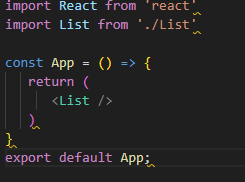 import React from 'react'
import List from './List'
const App = () => {
return (
<List />
)
}
export default App;